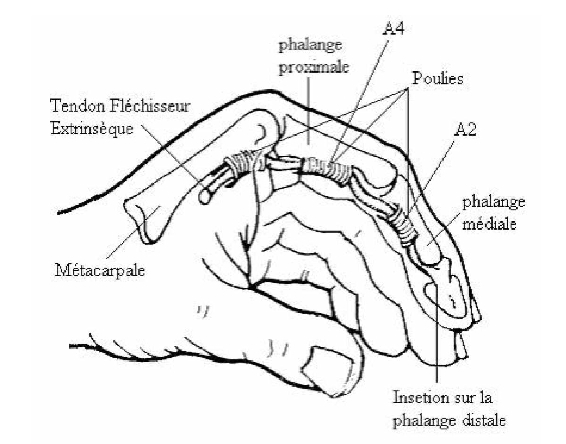 A4
phalange
proximale
Poulies
Tendon Fléchisseur
Extrinsèque
A2
phalange
médiale
Métacarpale
Insetion sur la
phalange distale